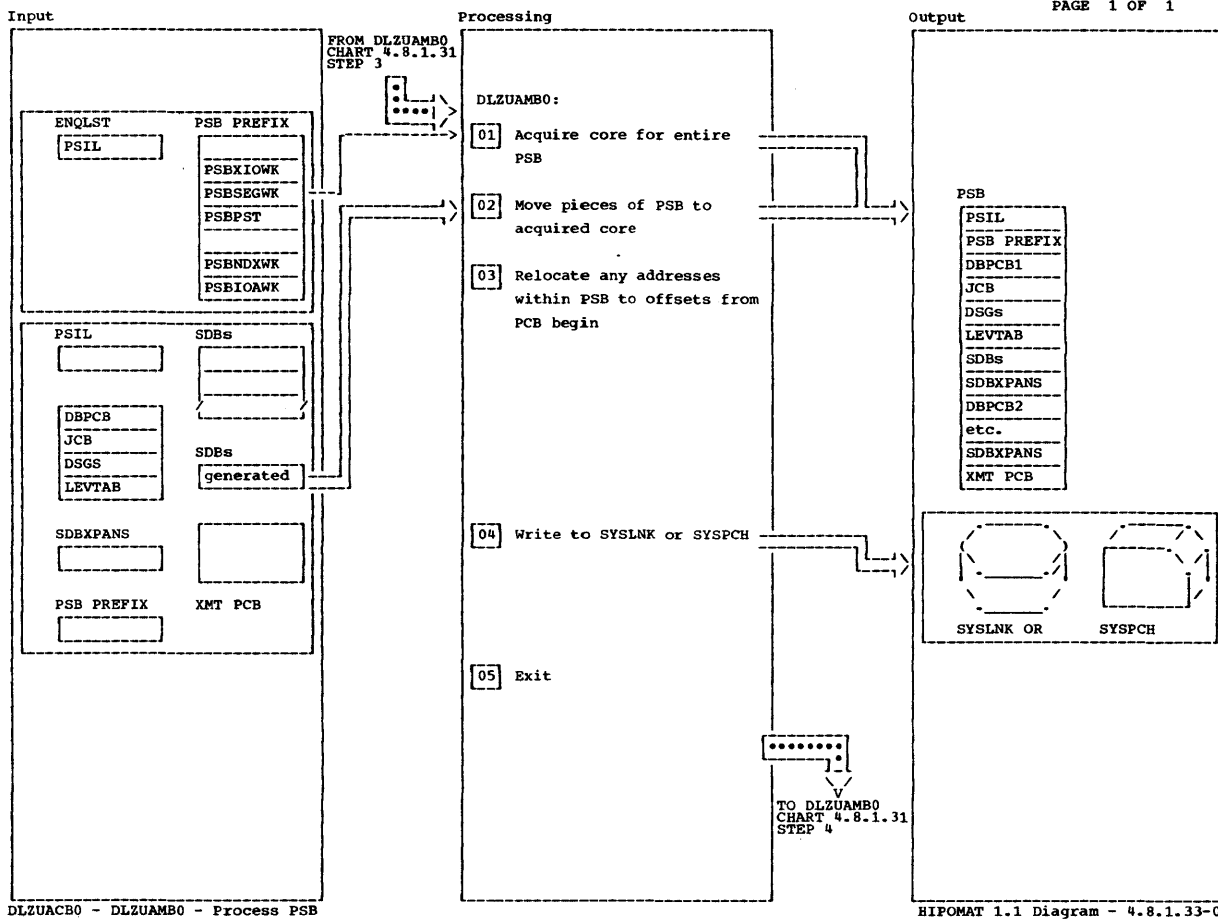 PAGE 1 OF 1
Input
Processing
Output
FROM DLZUAMB0
CHART 4.8.1.31
STEP 3
ENQLST
PSIL
PSB PREFIX
PSBXIOWK
PSBSEGWK
PSBPST
PSBNDXWK
PSBIOAWK
PSIL
SDBs
DBPCB
JCB
DSGS
LEVTAB
SDBs
generated
SDBXPANS
PSB PREFIX
XMT PCB
DLZUAMB0:
01 Acquire core for entire
PSB
02 Move pieces of PSB to
acquired core
03 Relocate any addresses
within PSB to offsets from
PCB begin
04 Write to SYSLNK or SYSPCH
05 Exit
TO DLZUAMB0
CHART 4.8.1.31
STEP 4
PSB
PSIL
PSB PREFIX
DBPCB1
JCB
DSGs
LEVTAB
SDBs
SDBXPANS
DBPCB2
etc.
SDBXPANS
XMT PCB
SYSLNK OR
SYSPCH
DLZUACB0 - DLZUAMB0 - Process PSB
HIPOMAT 1.1 Diagram - 4.8.1.33-0